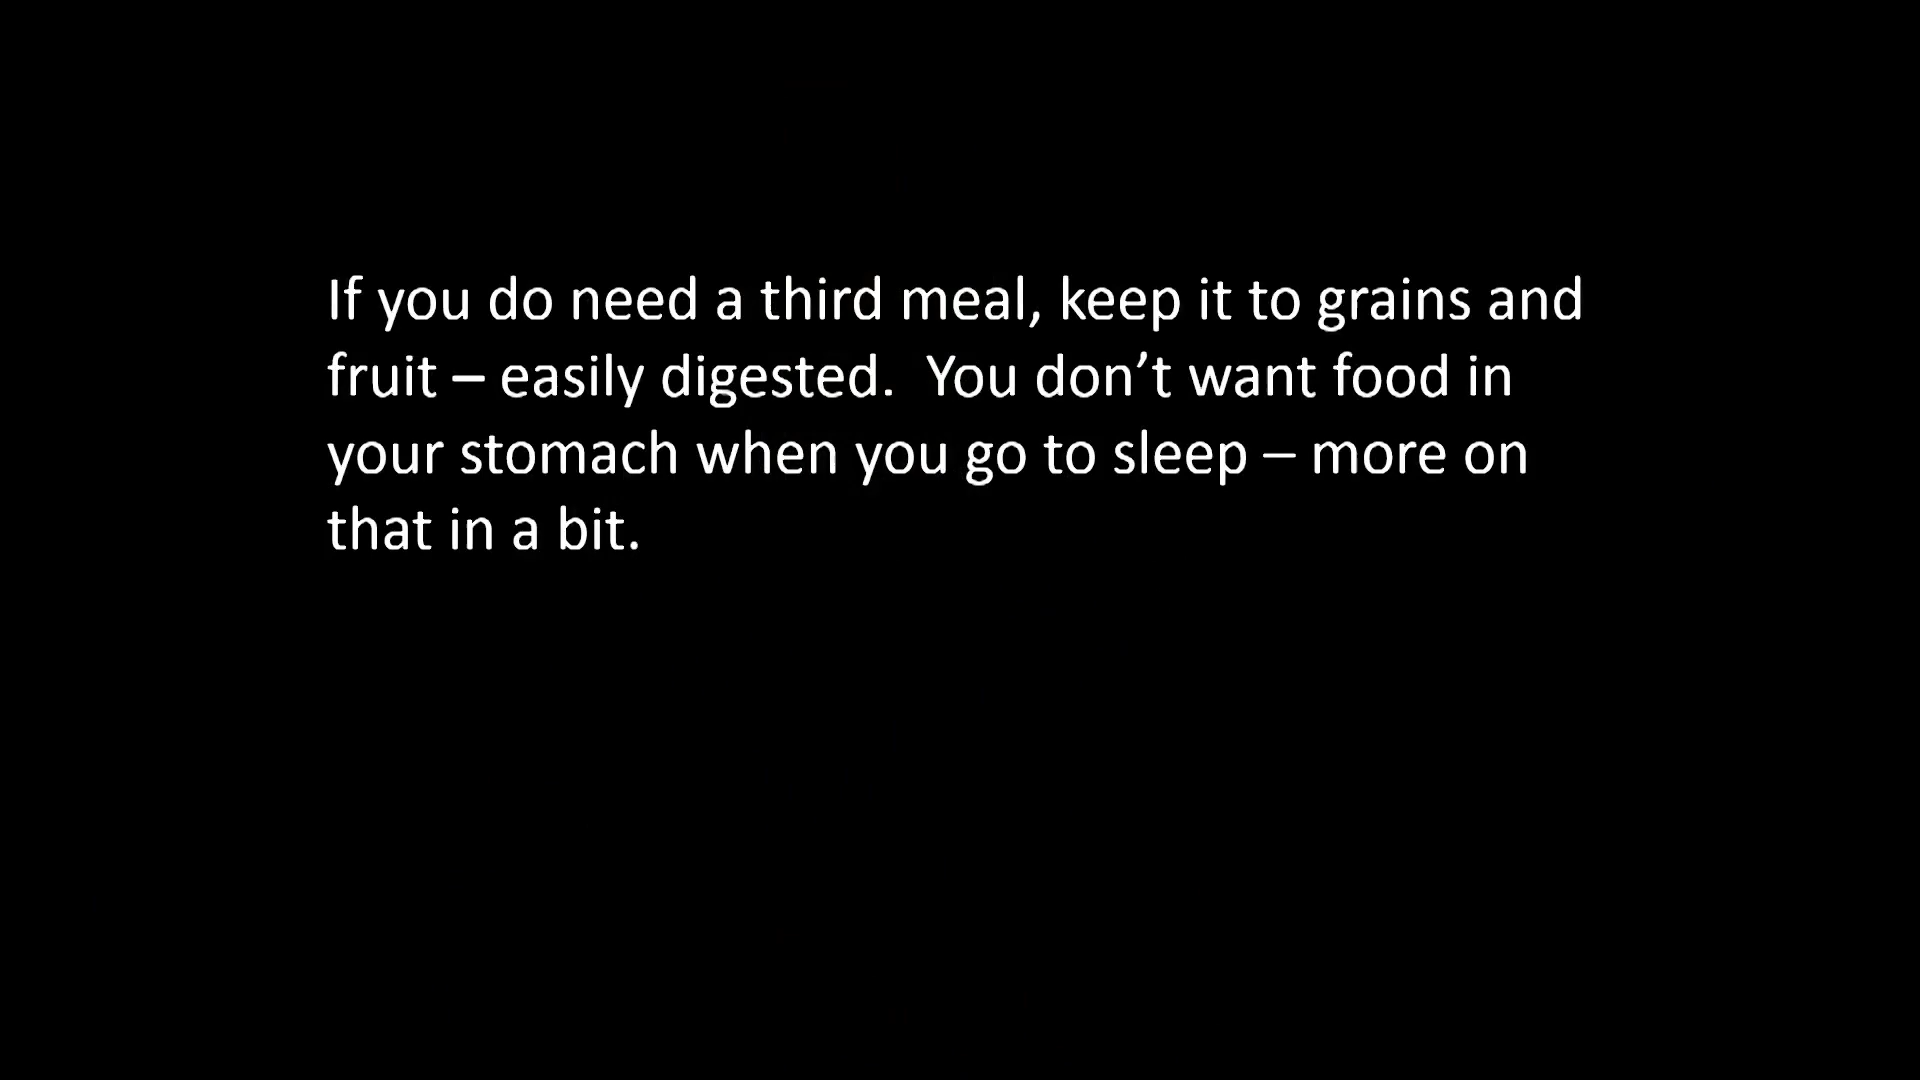 If you do need a third meal, keep it to grains and
fruit – easily digested.  You don’t want food in
your stomach when you go to sleep – more on
that in a bit.